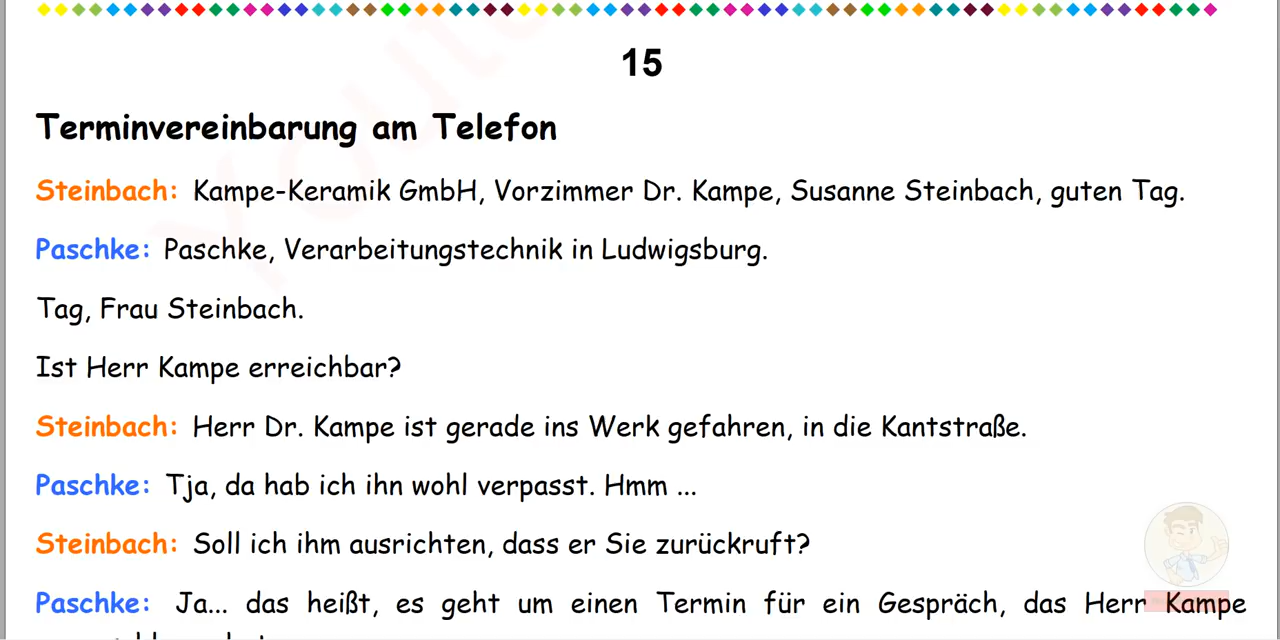 15
Terminvereinbarung am Telefon
Steinbach: Kampe-Keramik GmbH, Vorzimmer Dr. Kampe, Susanne Steinbach, guten Tag.
Paschke: Paschke, Verarbeitungstechnik in Ludwigsburg.
Tag, Frau Steinbach.
Ist Herr Kampe erreichbar?
Steinbach: Herr Dr. Kampe ist gerade ins Werk gefahren, in die Kantstraße.
Paschke: Tja, da hab ich ihn wohl verpasst. Hmm ...
Steinbach: Soll ich ihm ausrichten, dass er Sie zurückruft?
Paschke: Ja... das heißt, es geht um einen Termin für ein Gespräch, das Herr Kampe